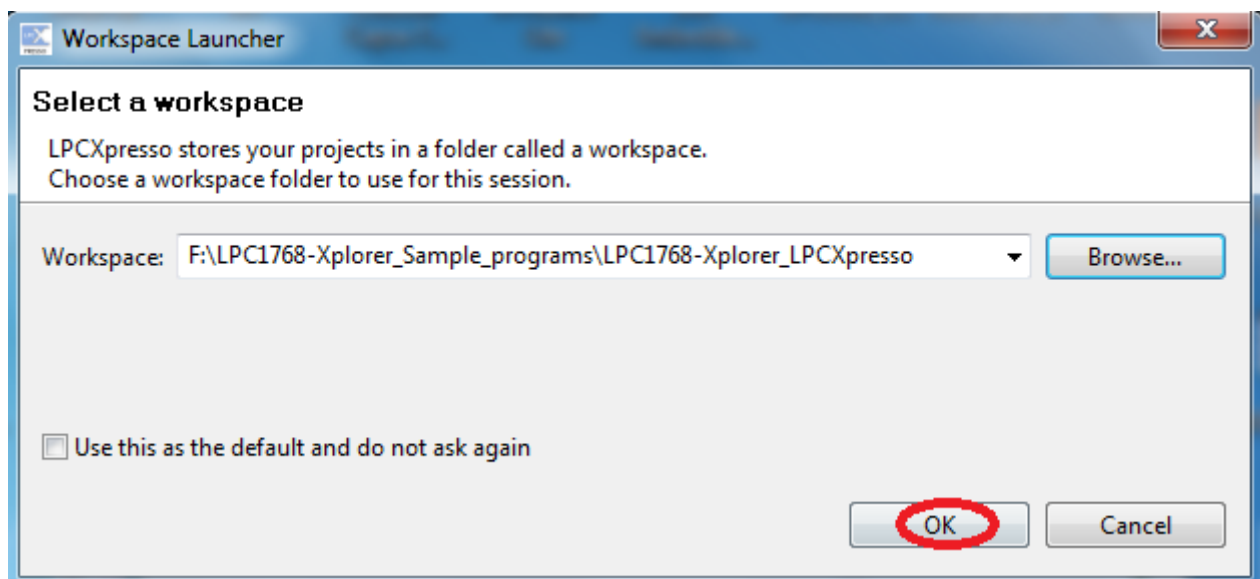 Workspace Launcher
Select a workspace
LPCXpresso stores your projects in a folder called a workspace.
Choose a workspace folder to use for this session.
Workspace: F:\LPC1768-Xplorer_Sample_programs\LPC1768-Xplorer_LPCXpresso Browse...
Use this as the default and do not ask again
OK Cancel